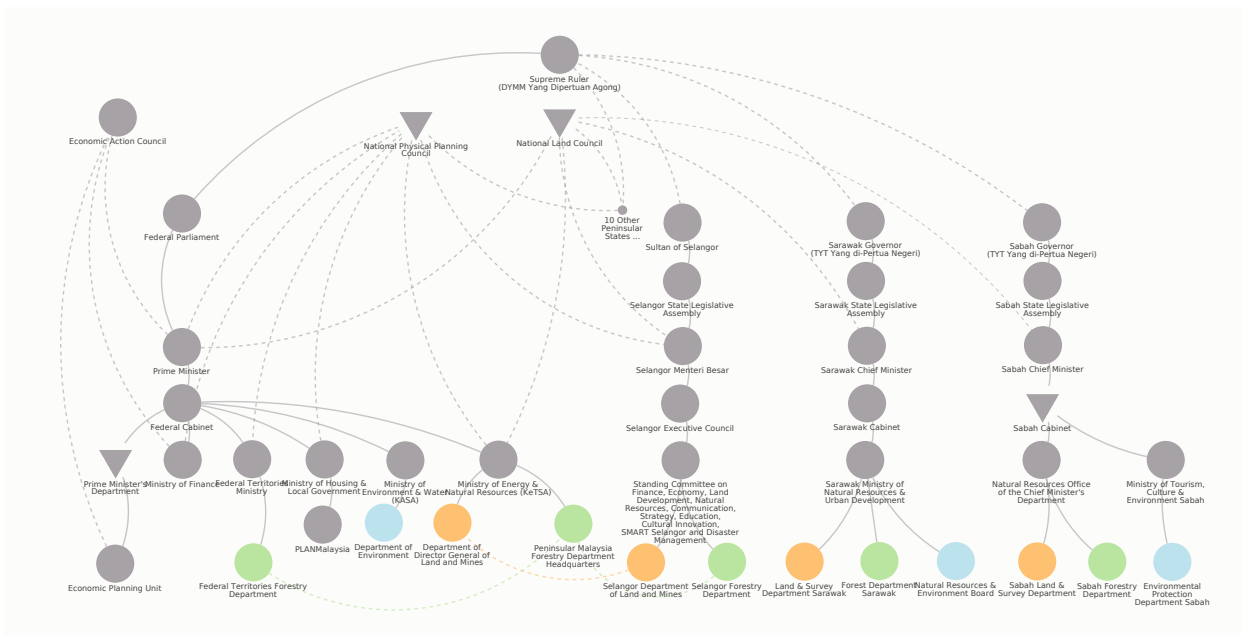 Supreme Ruler
(DYMM Yang Dipertuan Agong)
Economic Action Council
National Physical Planning
Council
National Land Council
Federal Parliament
10 Other
Peninsular
States ...
Sultan of Selangor
Sarawak Governor
(TYT Yang di-Pertua Negeri)
Sabah Governor
(TYT Yang di-Pertua Negeri)
Selangor State Legislative
Assembly
Sarawak State Legislative
Assembly
Sabah State Legislative
Assembly
Prime Minister
Selangor Menteri Besar
Sarawak Chief Minister
Sabah Chief Minister
Federal Cabinet
Selangor Executive Council
Sarawak Cabinet
Sabah Cabinet
Prime Minister's
Department
Ministry of Finance
Federal Territories
Ministry
Ministry of Housing &
Local Government
Ministry of
Environment & Water
(KASA)
Ministry of Energy &
Natural Resources (KeTSA)
Standing Committee on
Finance, Economy, Land
Development, Natural
Resources, Communication,
Strategy, Education,
Cultural Innovation,
SMART Selangor and Disaster
Management
Sarawak Ministry of
Natural Resources &
Urban Development
Natural Resources Office
of the Chief Minister's
Department
Ministry of Tourism,
Culture &
Environment Sabah
PLANMalaysia
Department of
Environment
Department of
Director General of
Land and Mines
Peninsular Malaysia
Forestry Department
Headquarters
Economic Planning Unit
Federal Territories Forestry
Department
Selangor Department
of Land and Mines
Selangor Forestry
Department
Land & Survey
Department Sarawak
Forest Department
Sarawak
Natural Resources &
Environment Board
Sabah Land &
Survey Department
Sabah Forestry
Department
Environmental
Protection
Department Sabah